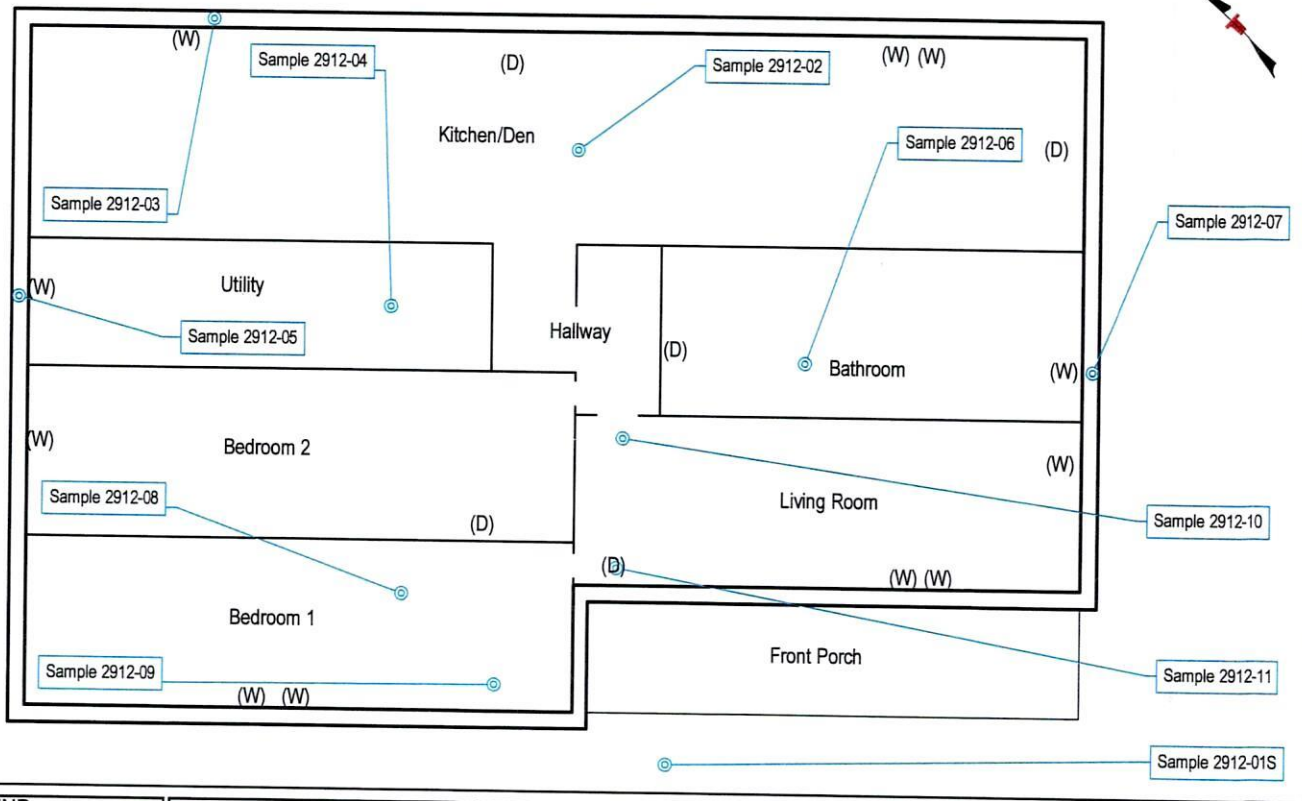 (W)
Sample 2912-04
(D)
Sample 2912-02
(W) (W)
Kitchen/Den
Sample 2912-06
(D)
Sample 2912-03
Sample 2912-07
Utility
(W)
Sample 2912-05
Hallway
(D)
Bathroom
(W)
(W)
Bedroom 2
(W)
Sample 2912-08
Living Room
(D)
Sample 2912-10
(D)
(W) (W)
Bedroom 1
Front Porch
Sample 2912-09
(W) (W)
Sample 2912-11
Sample 2912-01S